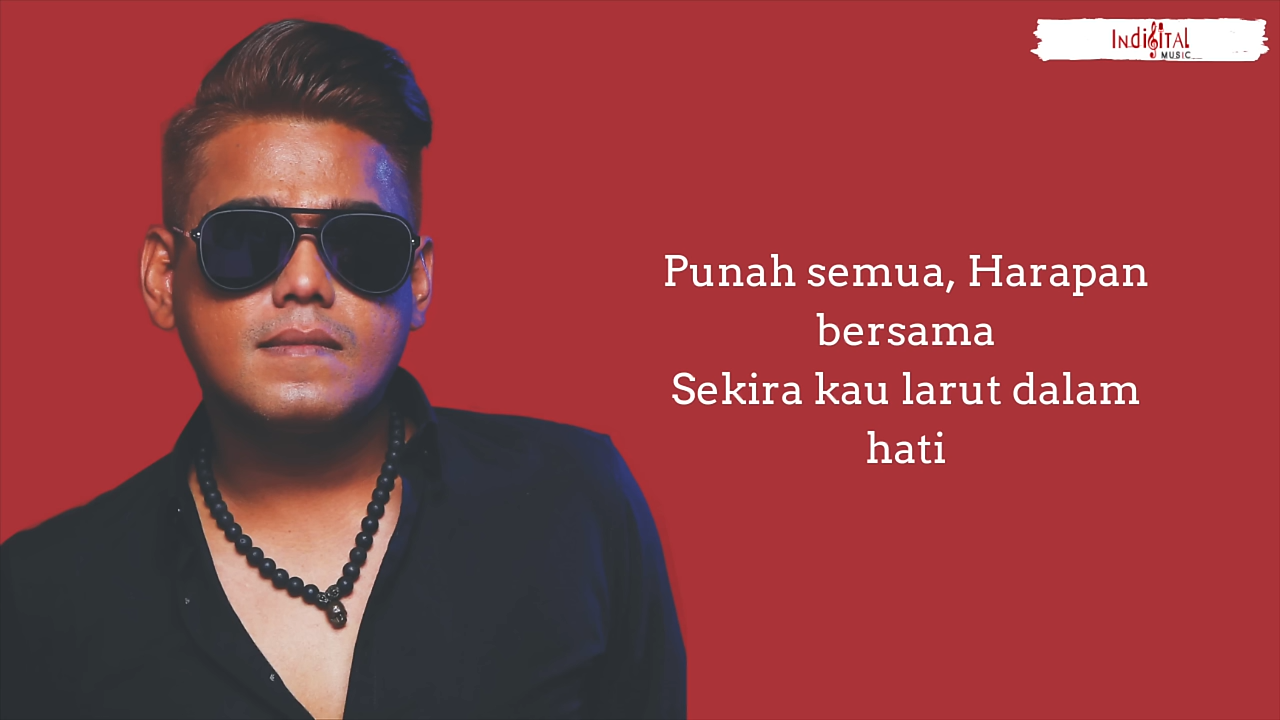 INDIGITAL
MUSIC
Punah semua, Harapan
bersama
Sekira kau larut dalam
hati